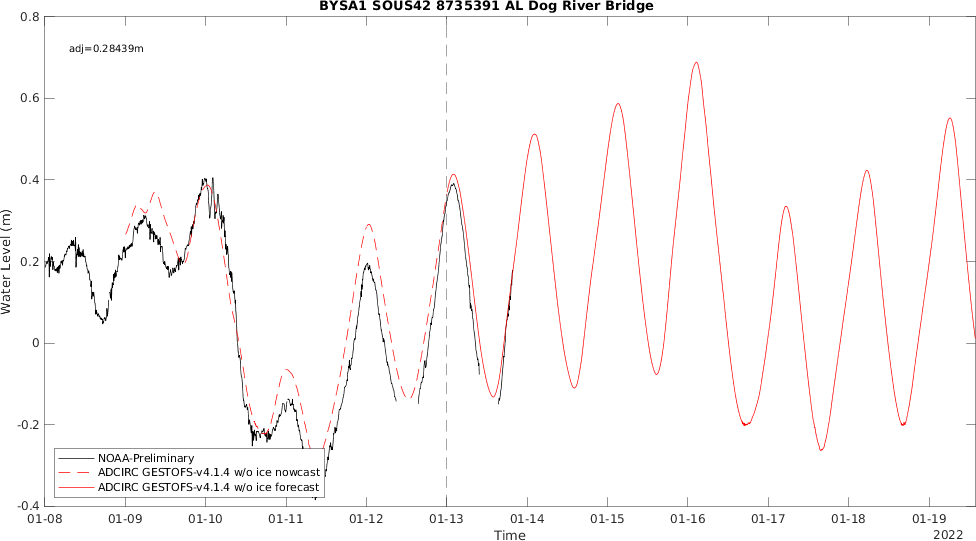 BYSA1 SOUS42 8735391 AL Dog River Bridge
adj=0.28439m
Water Level (m)
0.8
0.6
0.4
0.2
0
-0.2
-0.4
NOAA-Preliminary
ADCIRC GESTOFS-v4.1.4 w/o ice nowcast
ADCIRC GESTOFS-v4.1.4 w/o ice forecast
01-08 01-09 01-10 01-11 01-12 01-13 01-14 01-15 01-16 01-17 01-18 01-19
Time
2022